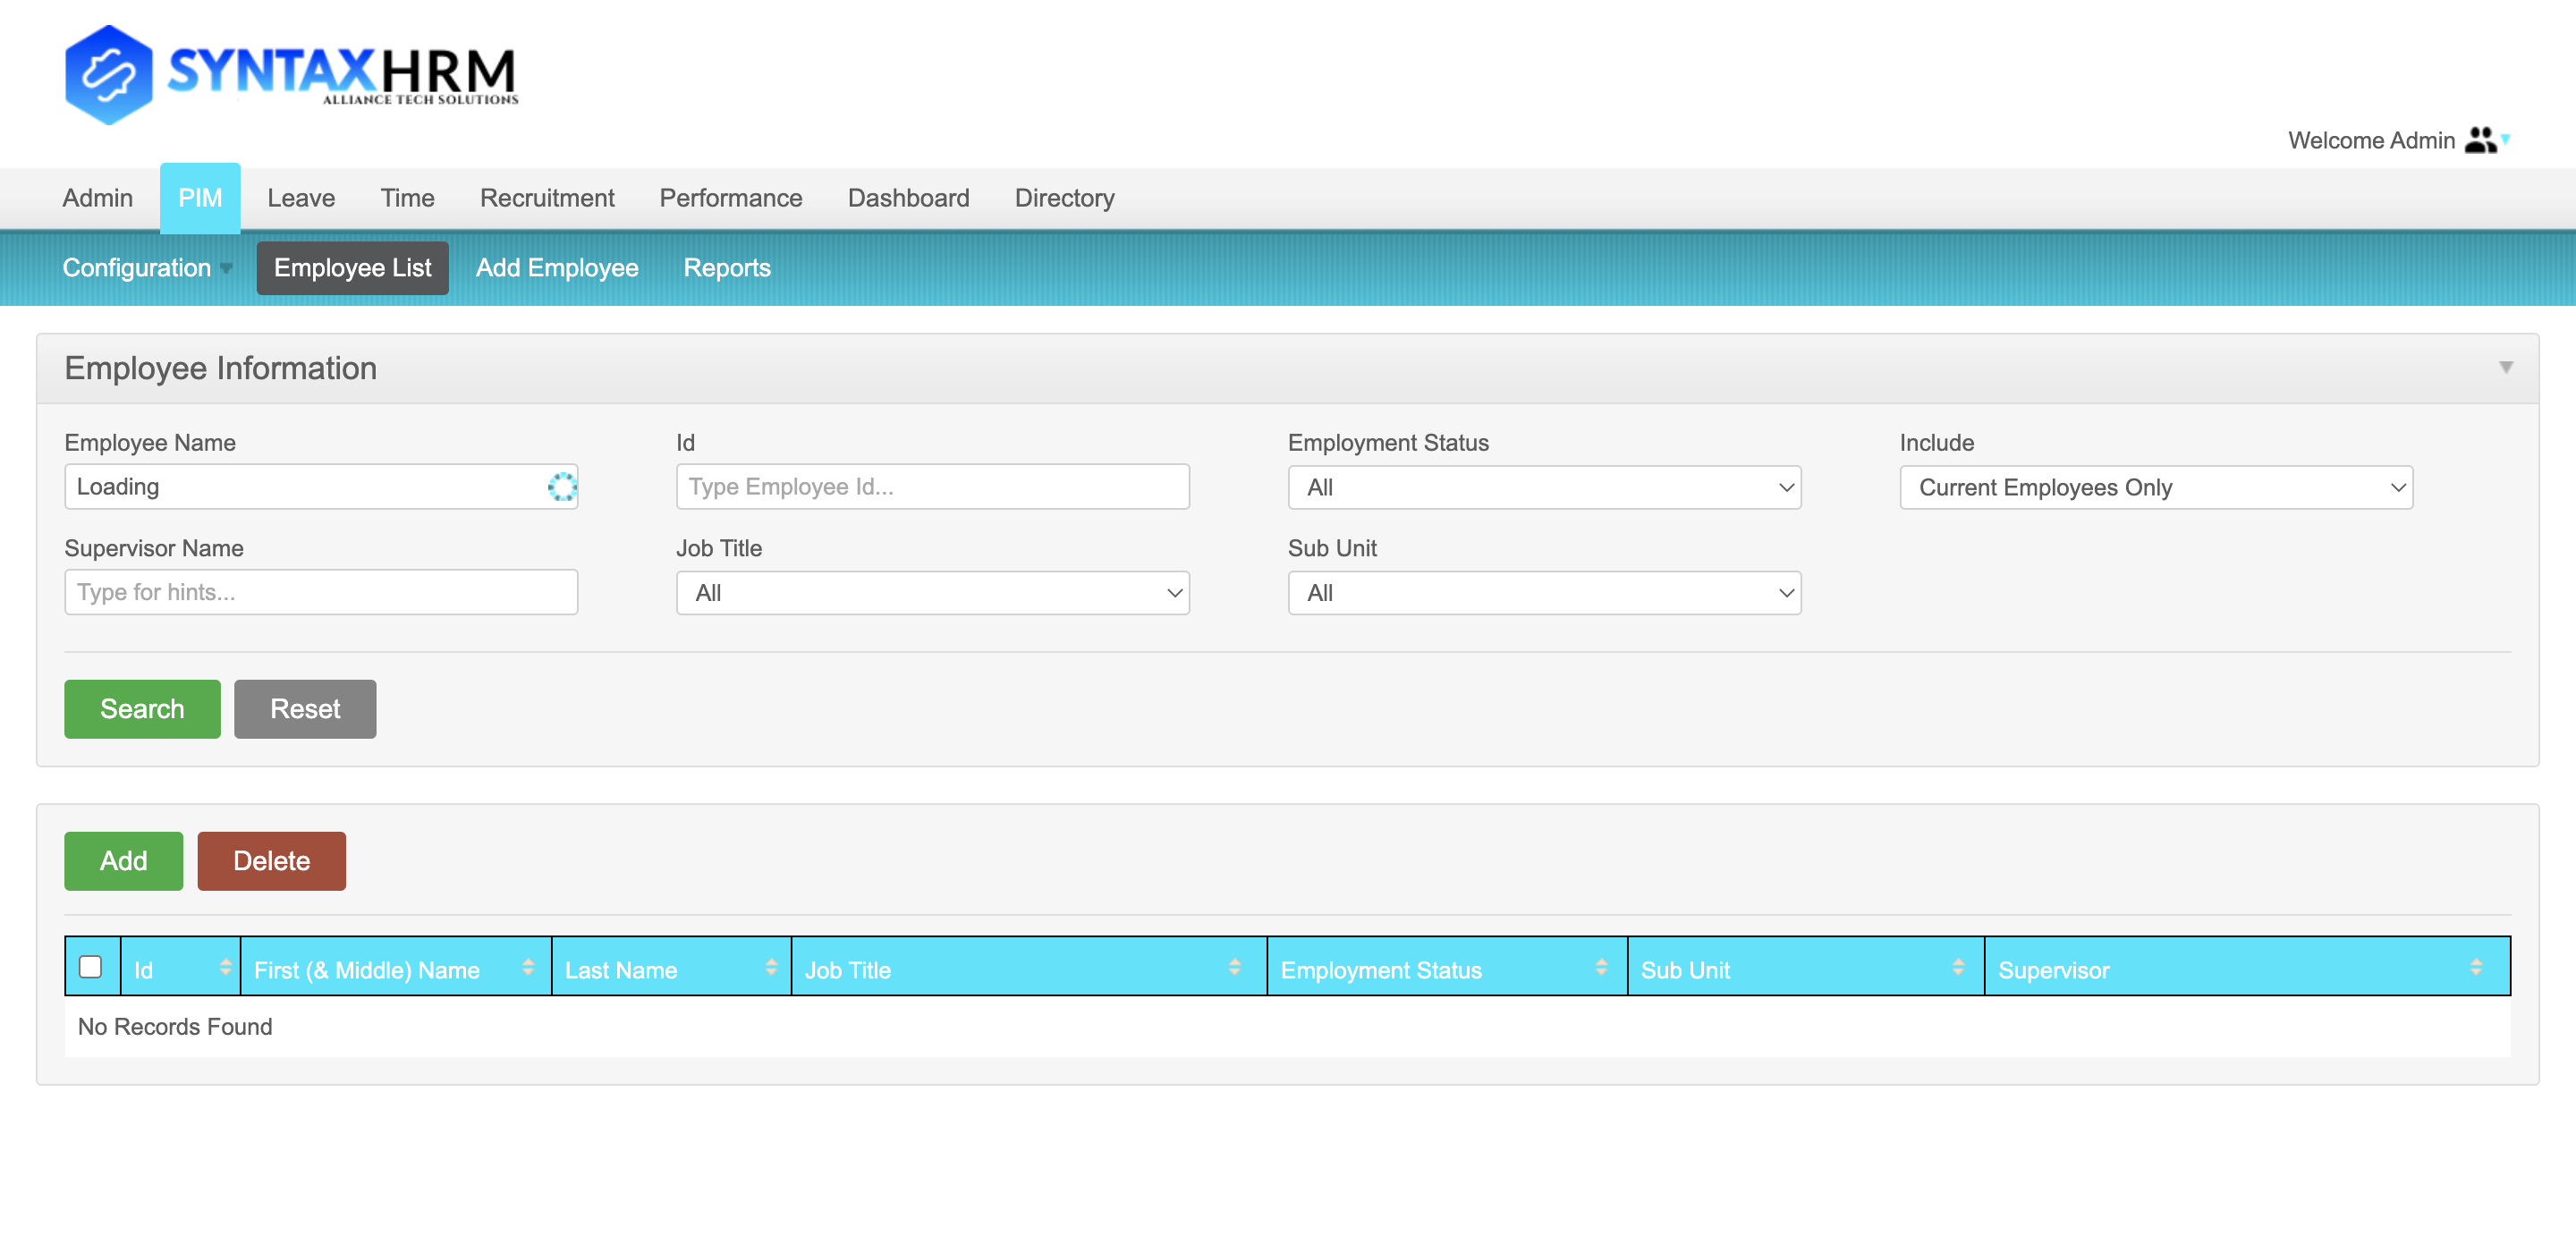 SYNTAXHRM
ALLIANCE TECH SOLUTIONS
Welcome Admin
Admin PIM Leave Time Recruitment Performance Dashboard Directory
Configuration Employee List Add Employee Reports
Employee Information
Employee Name Id Employment Status Include
Loading Type Employee Id... All Current Employees Only
Supervisor Name Job Title Sub Unit
Type for hints... All All
Search Reset
Add Delete
Id First (& Middle) Name Last Name Job Title Employment Status Sub Unit Supervisor
No Records Found